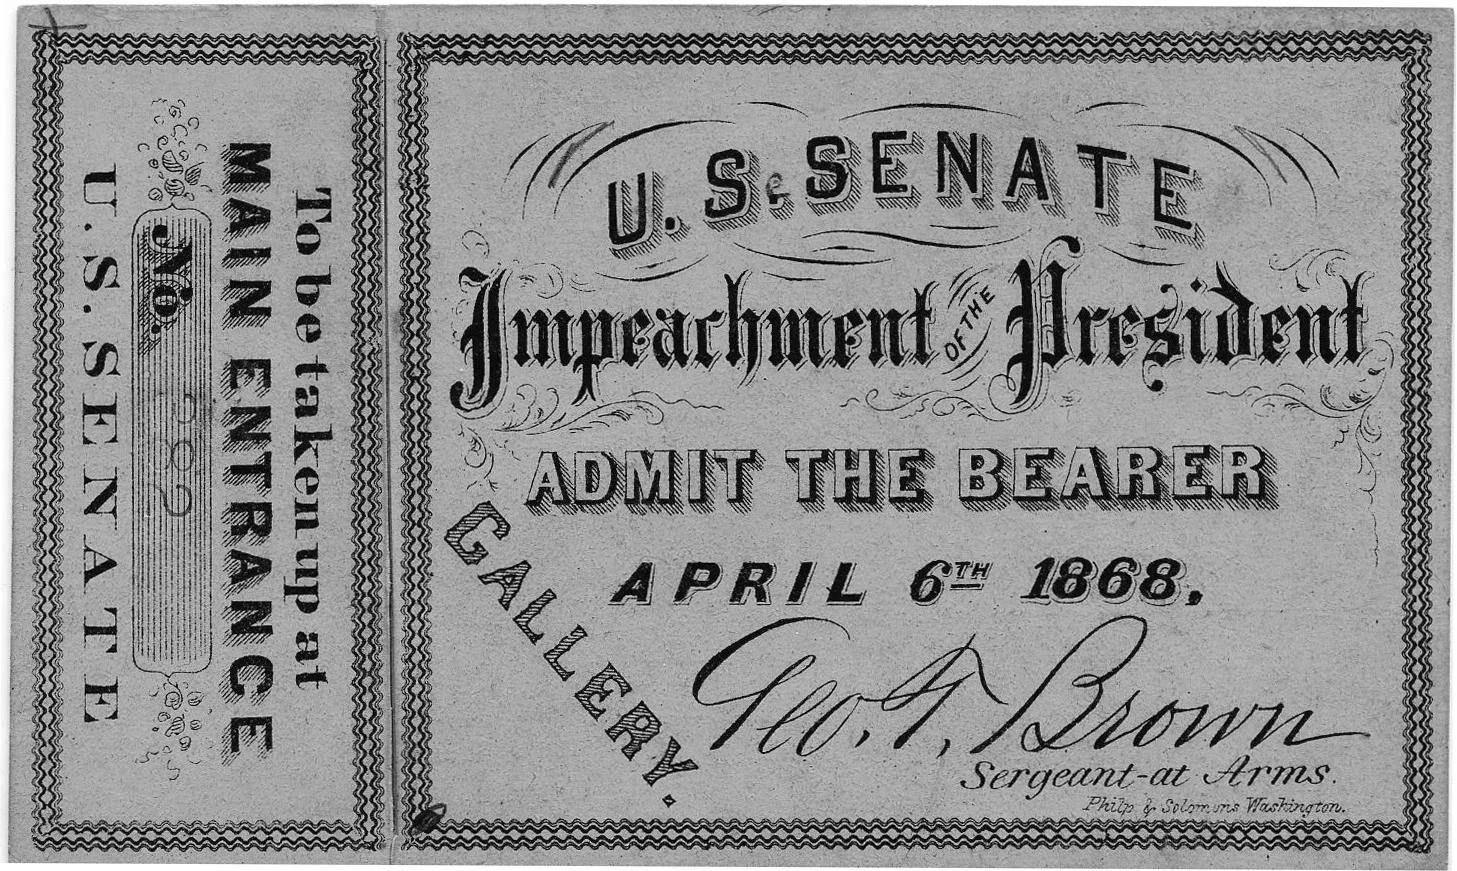 To be taken up at
MAIN ENTRANCE
No. 382
U.S. SENATE
U.S. SENATE
Impeachment OF THE President
ADMIT THE BEARER
APRIL 6TH 1868,
GALLERY.
Geo. T. Brown
Sergeant-at Arms.
Philp & Solomons Washington.